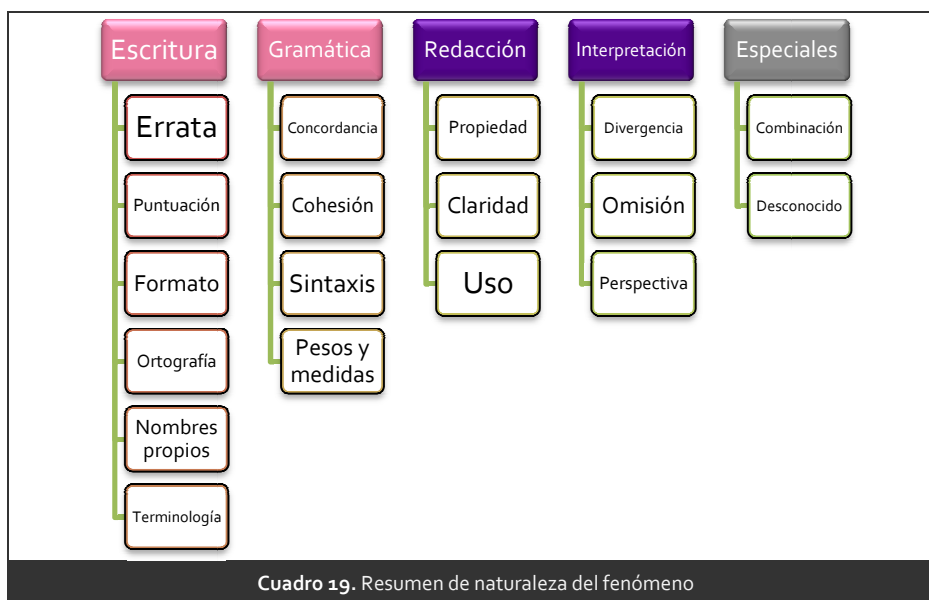 Escritura
Errata
Puntuación
Formato
Ortografía
Nombres
propios
Terminología
Gramática
Concordancia
Cohesión
Sintaxis
Pesos y
medidas
Redacción
Propiedad
Claridad
Uso
Interpretación
Divergencia
Omisión
Perspectiva
Especiales
Combinación
Desconocido
Cuadro 19. Resumen de naturaleza del fenómeno